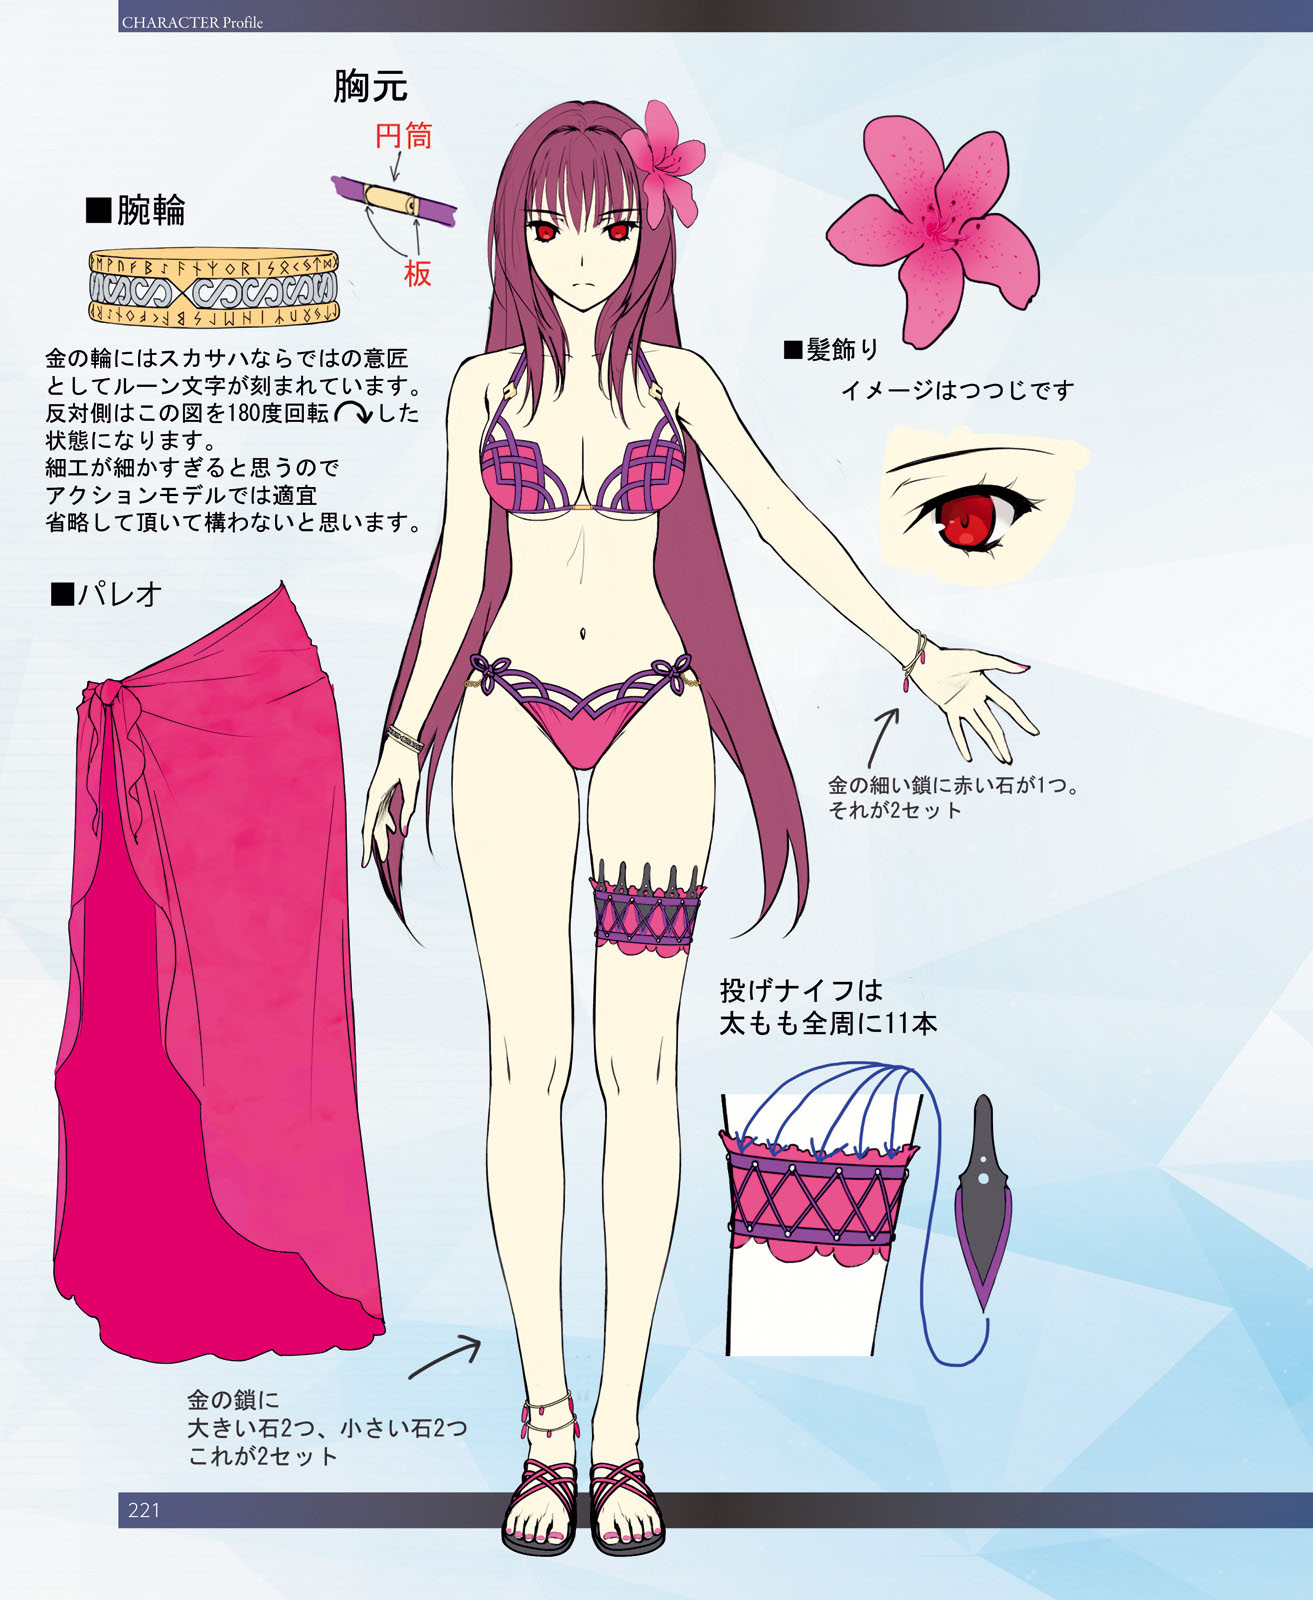 CHARACTER Profile
胸元
円筒
板
■腕輪
金の輪にはスカサハならではの意匠
としてルーン文字が刻まれています。
反対側はこの図を180度回転した
状態になります。
細工が細かすぎると思うので
アクションモデルでは適宜
省略して頂いて構わないと思います。
■髪飾り
イメージはつつじです
■パレオ
金の細い鎖に赤い石が1つ。
それが2セット
投げナイフは
太もも全周に11本
金の鎖に
大きい石2つ、小さい石2つ
これが2セット
221